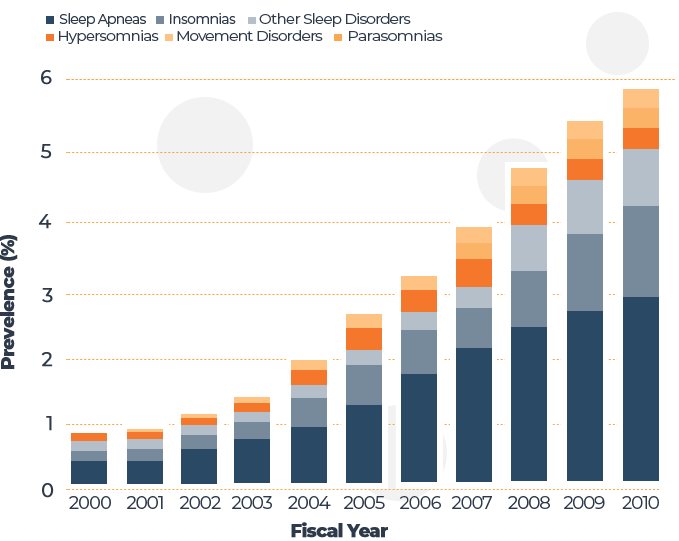 Sleep Apneas Insomnias Other Sleep Disorders
Hypersomnias Movement Disorders Parasomnias
6
5
4
3
2
1
0
Prevelence (%)
2000 2001 2002 2003 2004 2005 2006 2007 2008 2009 2010
Fiscal Year